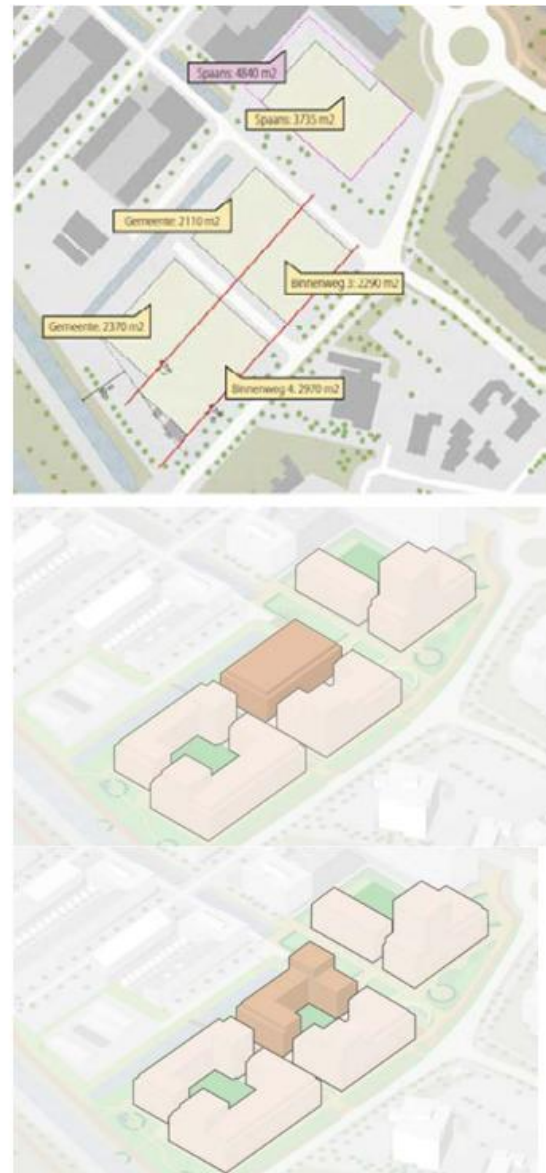 Spaans: 4840 m2
Spaans: 3735 m2
Gemeente: 2110 m2
Binnenweg 3: 2290 m2
Gemeente, 2370 m2
Binnenweg 4, 2970 m2